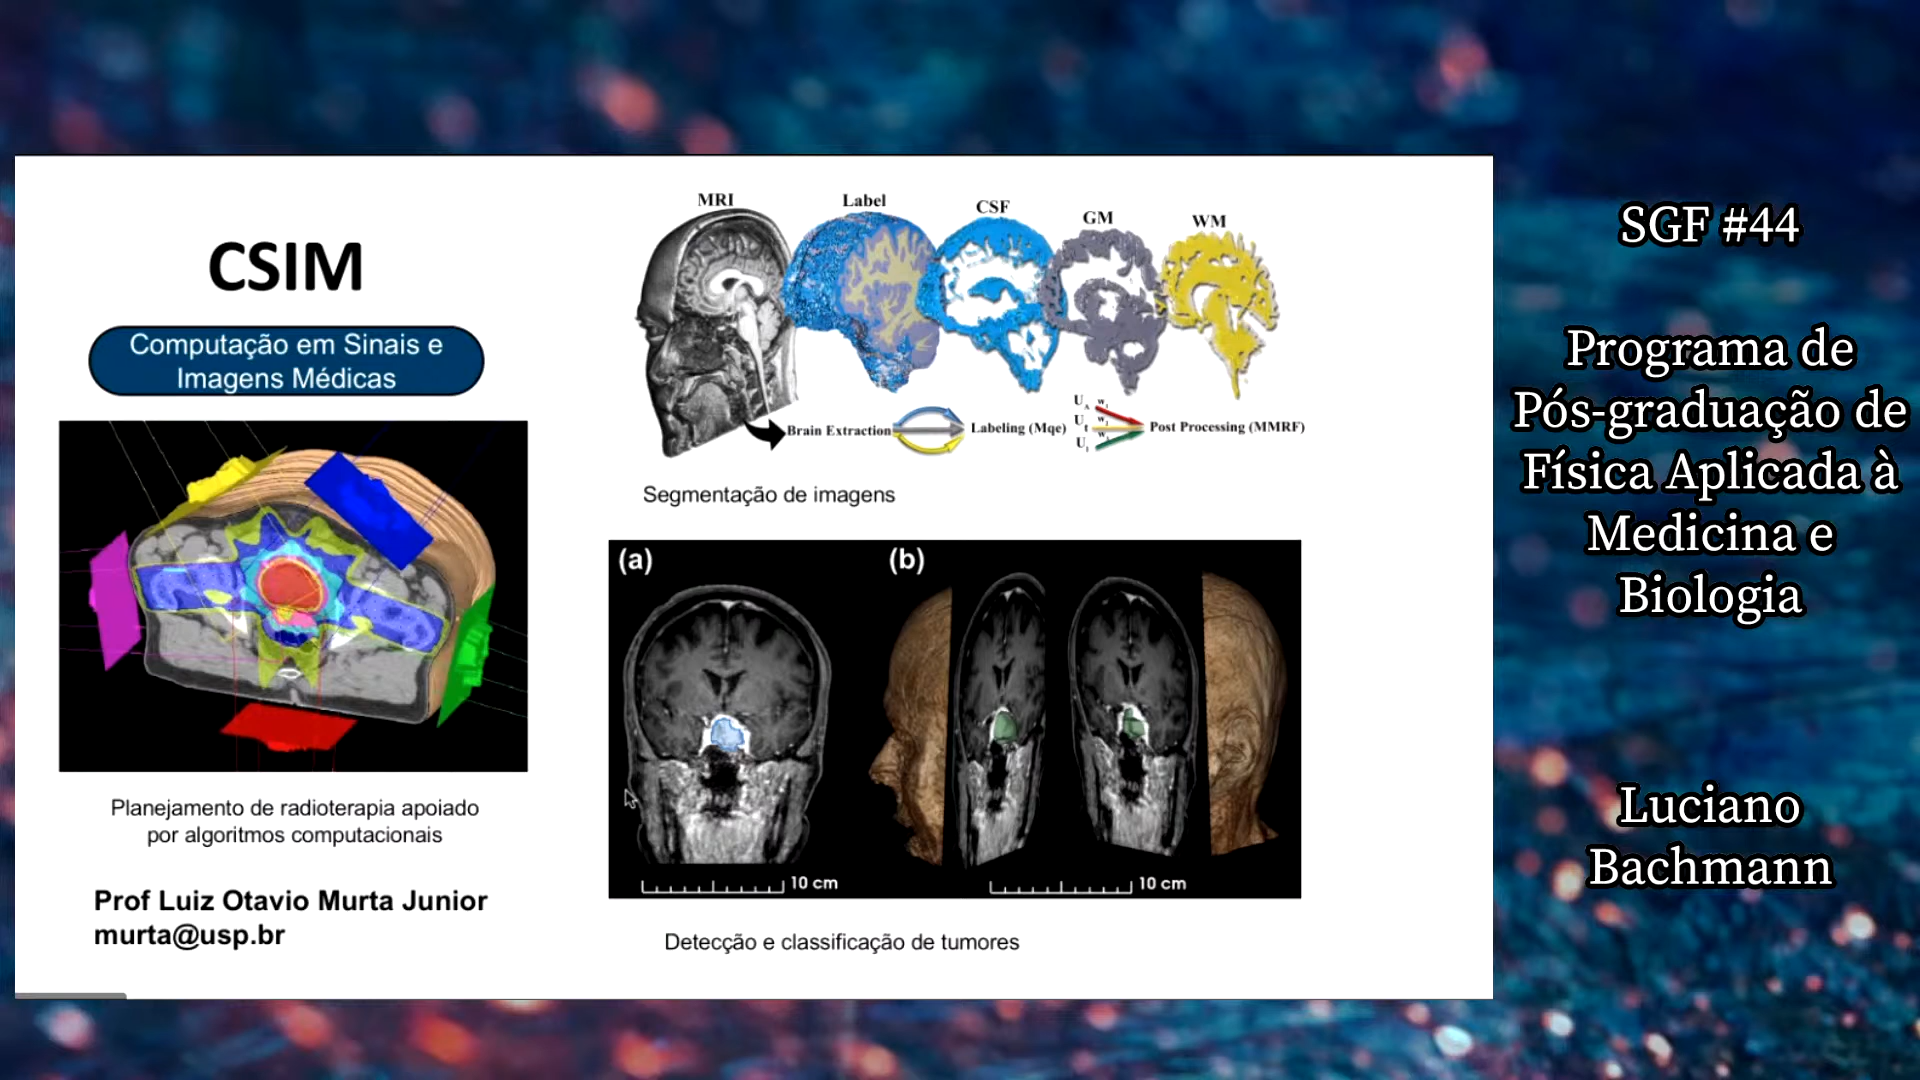 CSIM
Computação em Sinais e
Imagens Médicas
Planejamento de radioterapia apoiado
por algoritmos computacionais
Prof Luiz Otavio Murta Junior
murta@usp.br
MRI
Label
CSF
GM
WM
Brain Extraction
Labeling (Mqe)
Post Processing (MMRF)
Segmentação de imagens
(a)
(b)
10 cm
10 cm
Detecção e classificação de tumores
SGF #44
Programa de
Pós-graduação de
Física Aplicada à
Medicina e
Biologia
Luciano
Bachmann